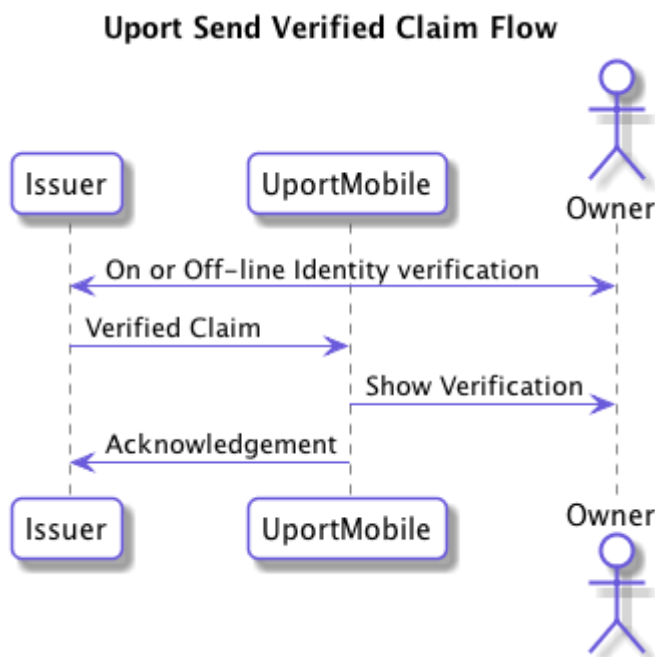 Uport Send Verified Claim Flow
Issuer
UportMobile
Owner
On or Off-line Identity verification
Verified Claim
Show Verification
Acknowledgement
Issuer
UportMobile
Owner